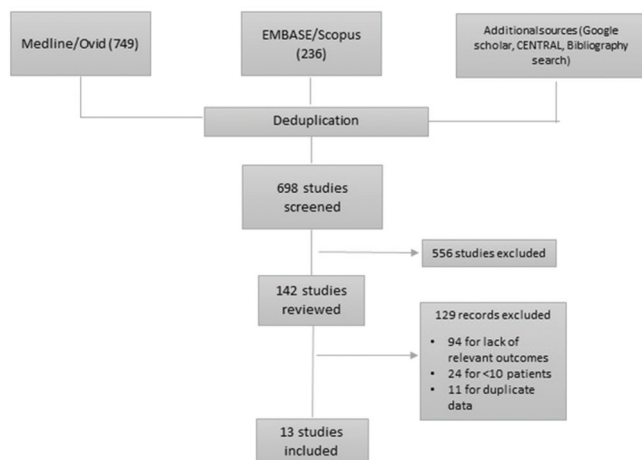 Medline/Ovid (749)
EMBASE/Scopus
(236)
Additional sources (Google
scholar, CENTRAL, Bibliography
search)
Deduplication
698 studies
screened
556 studies excluded
142 studies
reviewed
129 records excluded
• 94 for lack of
relevant outcomes
• 24 for <10 patients
• 11 for duplicate
data
13 studies
included